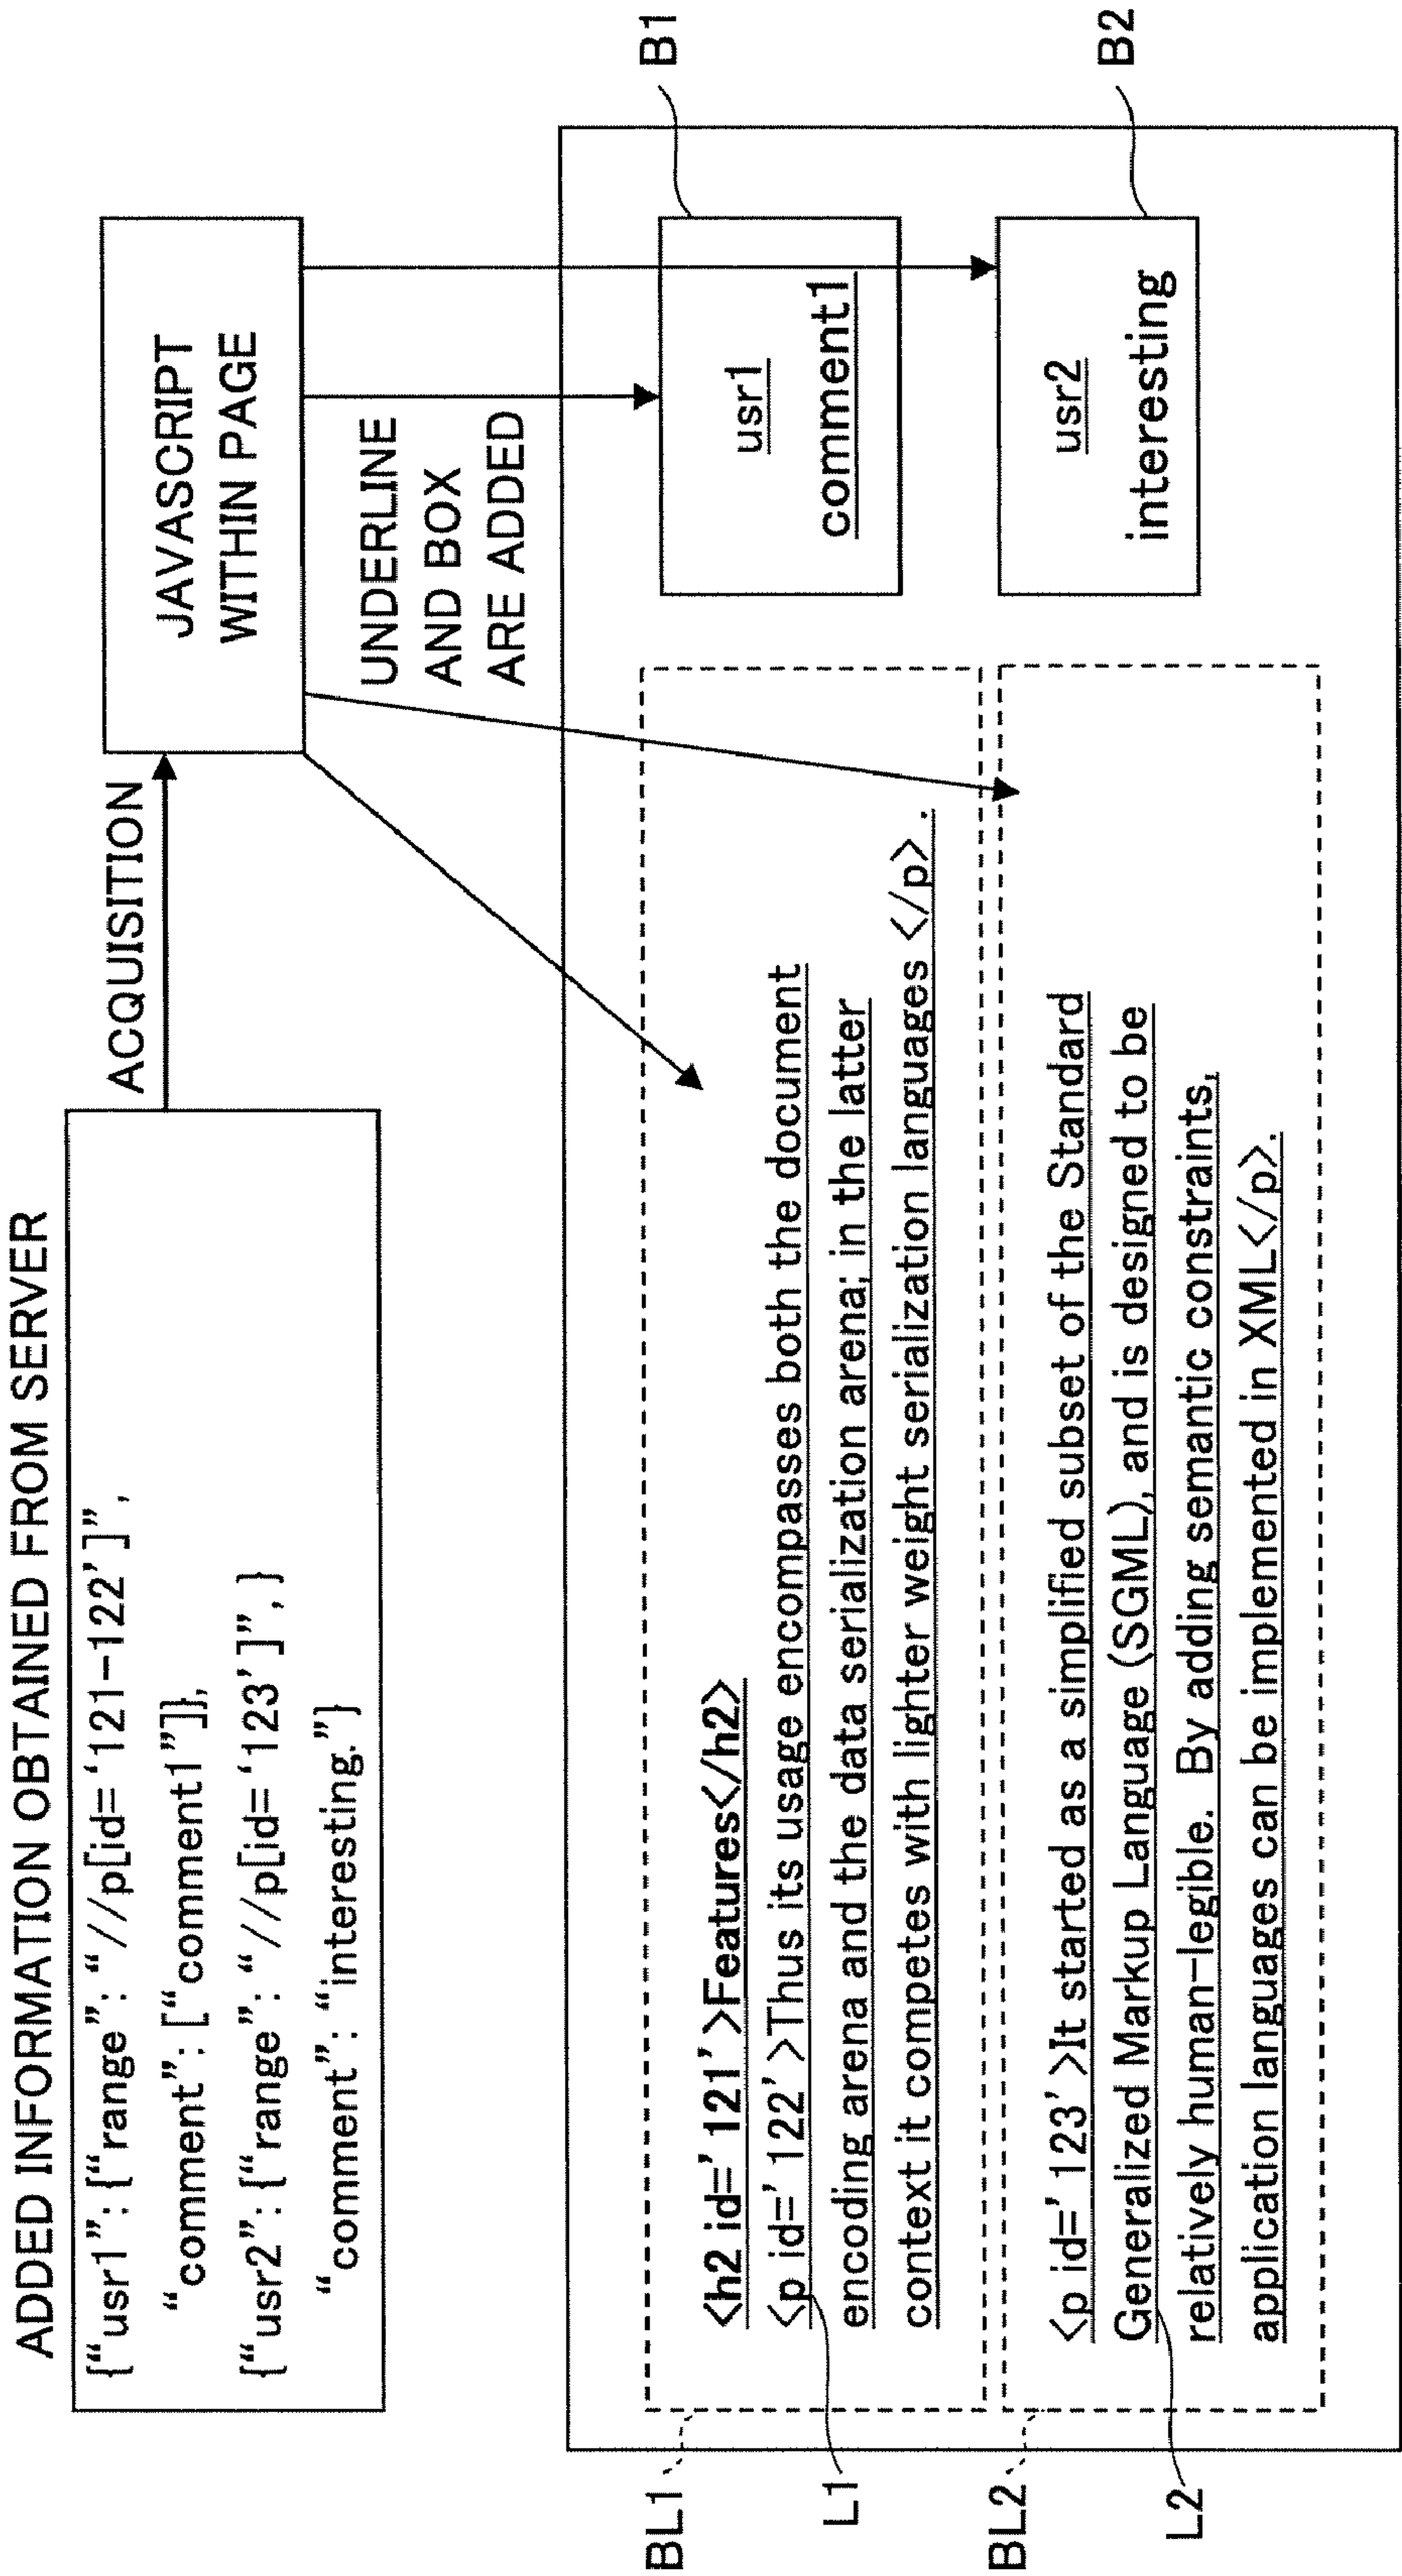 ADDED INFORMATION OBTAINED FROM SERVER
{“usr1”: {“range”: “//p[id=‘121-122’]”,
“comment”: [“comment1”]},
{“usr2”: {“range”: “//p[id=‘123’]”, }
“comment”: “interesting.”}
ACQUISITION
JAVASCRIPT
WITHIN PAGE
UNDERLINE
AND BOX
ARE ADDED
BL1
<h2 id=’121’>Features</h2>
<p id=’122’>Thus its usage encompasses both the document
encoding arena and the data serialization arena; in the latter
context it competes with lighter weight serialization languages </p>.
L1
usr1
comment1
B1
BL2
<p id=’123’>It started as a simplified subset of the Standard
Generalized Markup Language (SGML), and is designed to be
relatively human-legible. By adding semantic constraints,
application languages can be implemented in XML</p>.
L2
usr2
interesting
B2